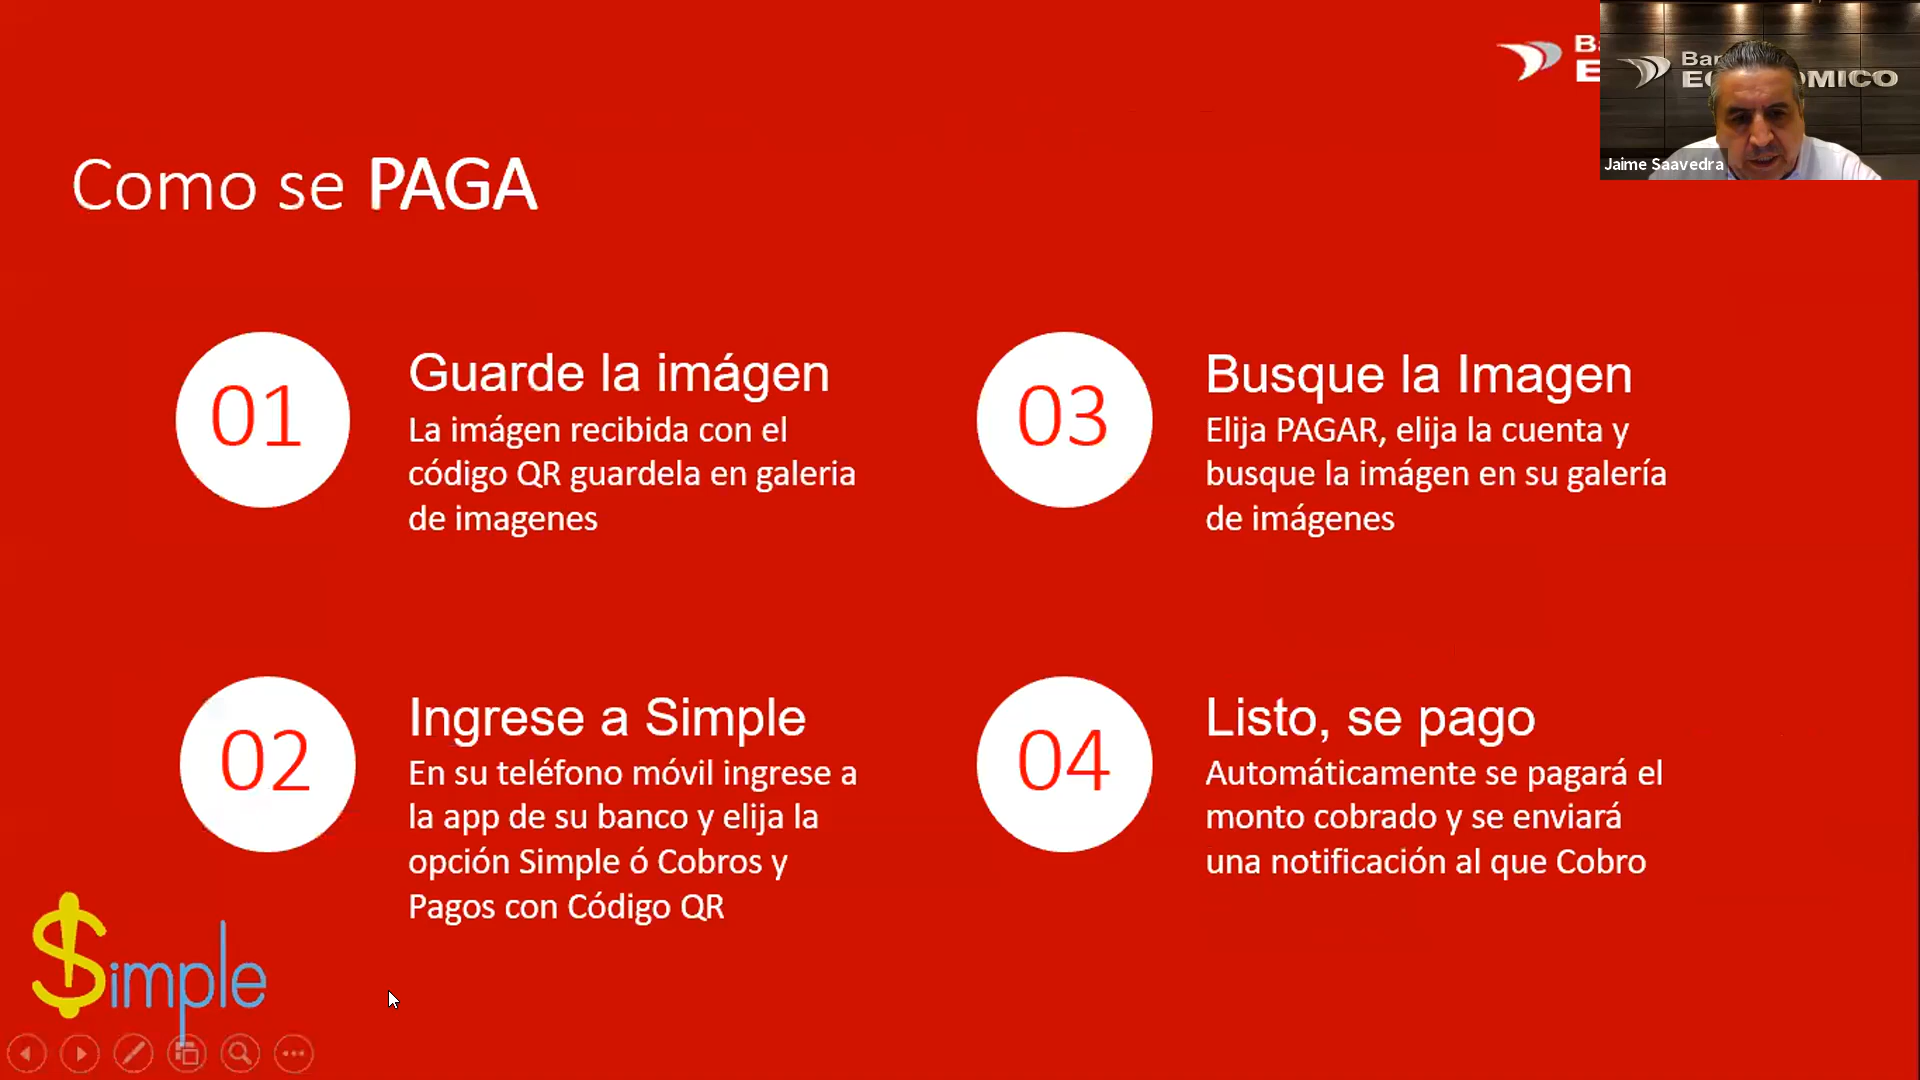 Como se PAGA
01
Guarde la imágen
La imágen recibida con el
código QR guardela en galeria
de imagenes
02
Ingrese a Simple
En su teléfono móvil ingrese a
la app de su banco y elija la
opción Simple ó Cobros y
Pagos con Código QR
03
Busque la Imagen
Elija PAGAR, elija la cuenta y
busque la imágen en su galería
de imágenes
04
Listo, se pago
Automáticamente se pagará el
monto cobrado y se enviará
una notificación al que Cobro
$imple
Jaime Saavedra